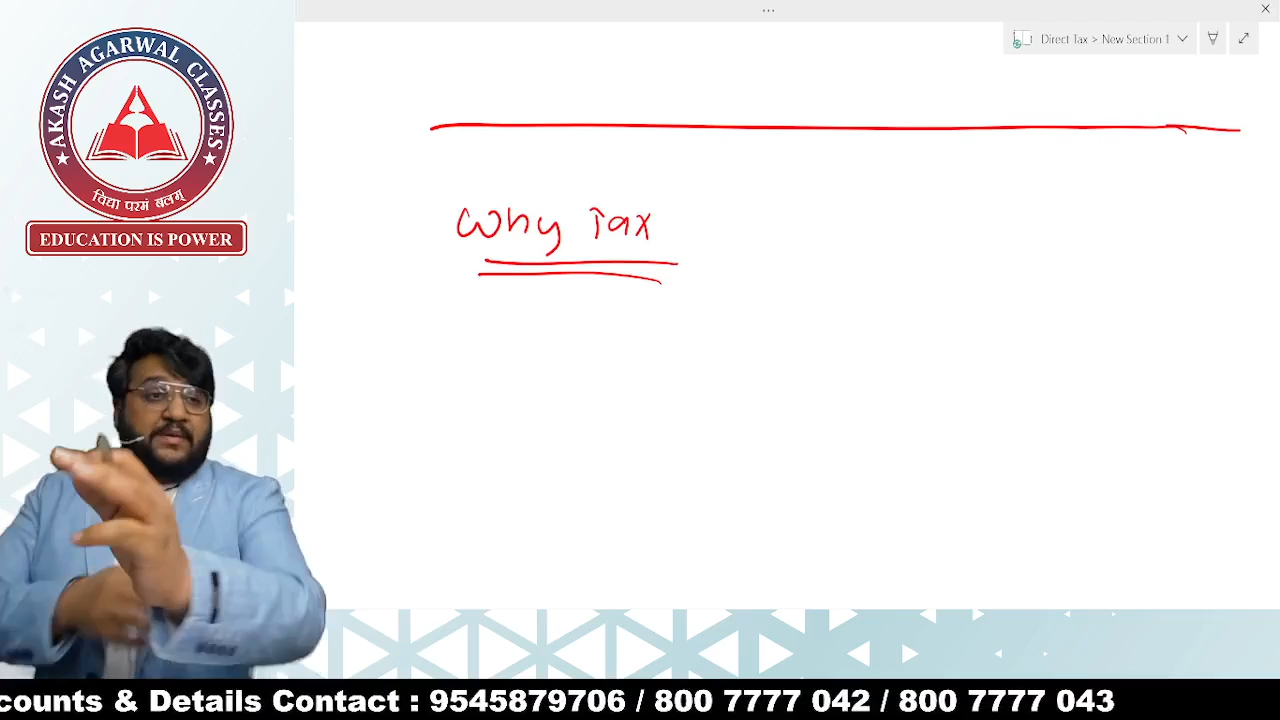 AKASH AGARWAL CLASSES
विद्या परमं बलम्
EDUCATION IS POWER
Direct Tax > New Section 1
Why Tax
counts & Details Contact : 9545879706 / 800 7777 042 / 800 7777 043